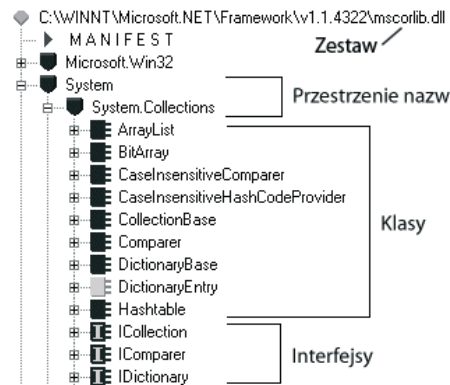 C:\WINNT\Microsoft.NET\Framework\v1.1.4322\mscorlib.dll
MANIFEST
Zestaw
Microsoft.Win32
System
Przestrzenie nazw
System.Collections
ArrayList
BitArray
CaseInsensitiveComparer
CaseInsensitiveHashCodeProvider
CollectionBase
Klasy
Comparer
DictionaryBase
DictionaryEntry
Hashtable
ICollection
IComparer
Interfejsy
IDictionary